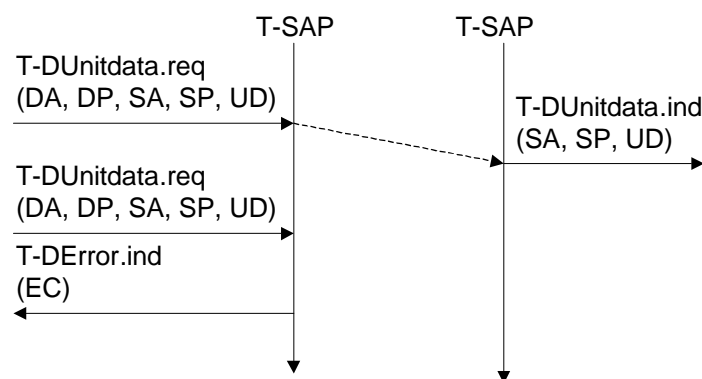 T-SAP
T-SAP
T-DUnitdata.req
(DA, DP, SA, SP, UD)
T-DUnitdata.ind
(SA, SP, UD)
T-DUnitdata.req
(DA, DP, SA, SP, UD)
T-DError.ind
(EC)